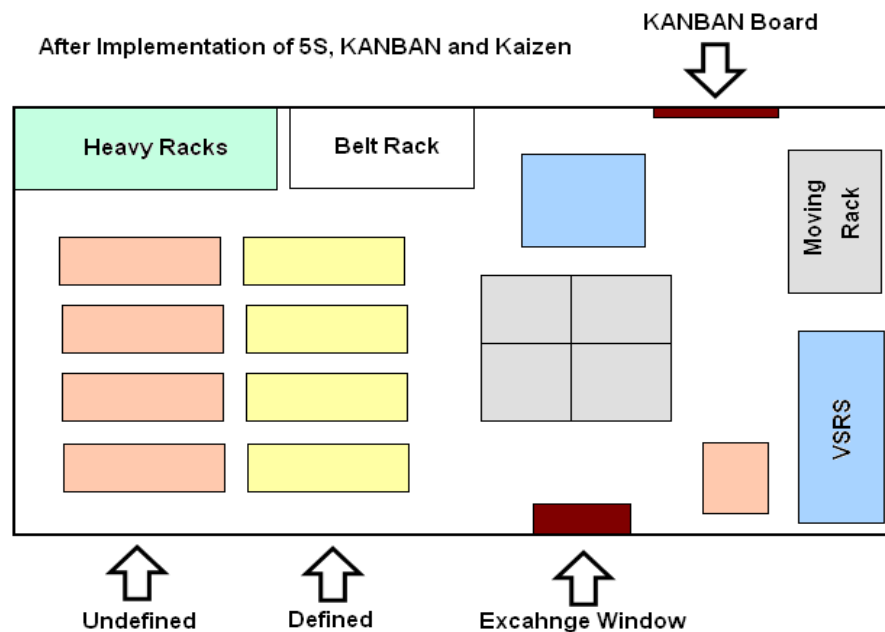 KANBAN Board
After Implementation of 5S, KANBAN and Kaizen
Heavy Racks
Belt Rack
Moving
Rack
VSRS
Undefined
Defined
Excahnge Window